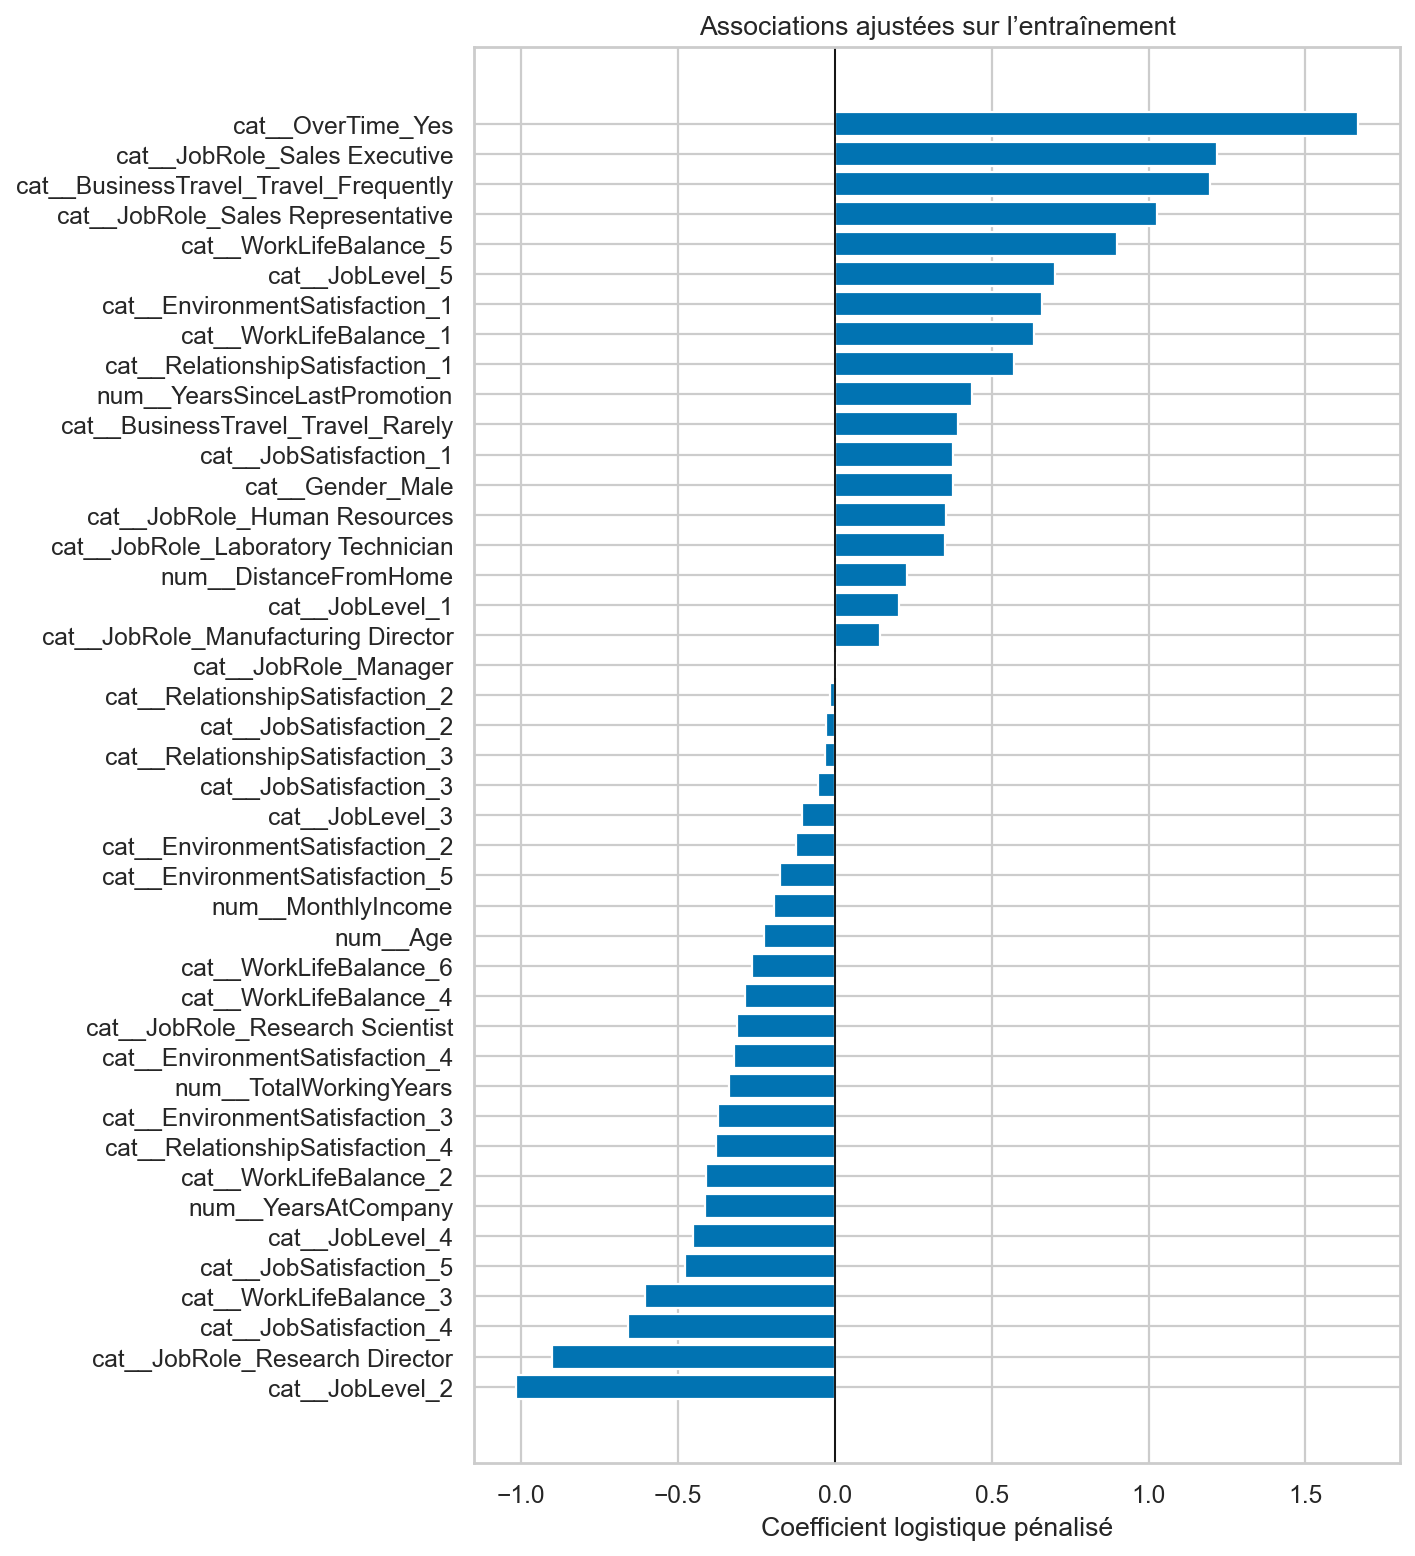 Associations ajustées sur l’entraînement
cat__OverTime_Yes
cat__JobRole_Sales Executive
cat__BusinessTravel_Travel_Frequently
cat__JobRole_Sales Representative
cat__WorkLifeBalance_5
cat__JobLevel_5
cat__EnvironmentSatisfaction_1
cat__WorkLifeBalance_1
cat__RelationshipSatisfaction_1
num__YearsSinceLastPromotion
cat__BusinessTravel_Travel_Rarely
cat__JobSatisfaction_1
cat__Gender_Male
cat__JobRole_Human Resources
cat__JobRole_Laboratory Technician
num__DistanceFromHome
cat__JobLevel_1
cat__JobRole_Manufacturing Director
cat__JobRole_Manager
cat__RelationshipSatisfaction_2
cat__JobSatisfaction_2
cat__RelationshipSatisfaction_3
cat__JobSatisfaction_3
cat__JobLevel_3
cat__EnvironmentSatisfaction_2
cat__EnvironmentSatisfaction_5
num__MonthlyIncome
num__Age
cat__WorkLifeBalance_6
cat__WorkLifeBalance_4
cat__JobRole_Research Scientist
cat__EnvironmentSatisfaction_4
num__TotalWorkingYears
cat__EnvironmentSatisfaction_3
cat__RelationshipSatisfaction_4
cat__WorkLifeBalance_2
num__YearsAtCompany
cat__JobLevel_4
cat__JobSatisfaction_5
cat__WorkLifeBalance_3
cat__JobSatisfaction_4
cat__JobRole_Research Director
cat__JobLevel_2
−1.0 −0.5 0.0 0.5 1.0 1.5
Coefficient logistique pénalisé